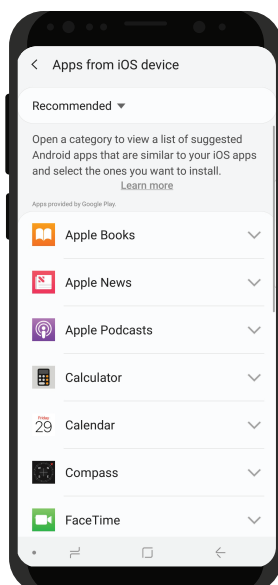 Apps from iOS device
Recommended
Open a category to view a list of suggested
Android apps that are similar to your iOS apps
and select the ones you want to install.
Learn more
Apps provided by Google Play.
Apple Books
Apple News
Apple Podcasts
Calculator
Friday
29
Calendar
Compass
FaceTime